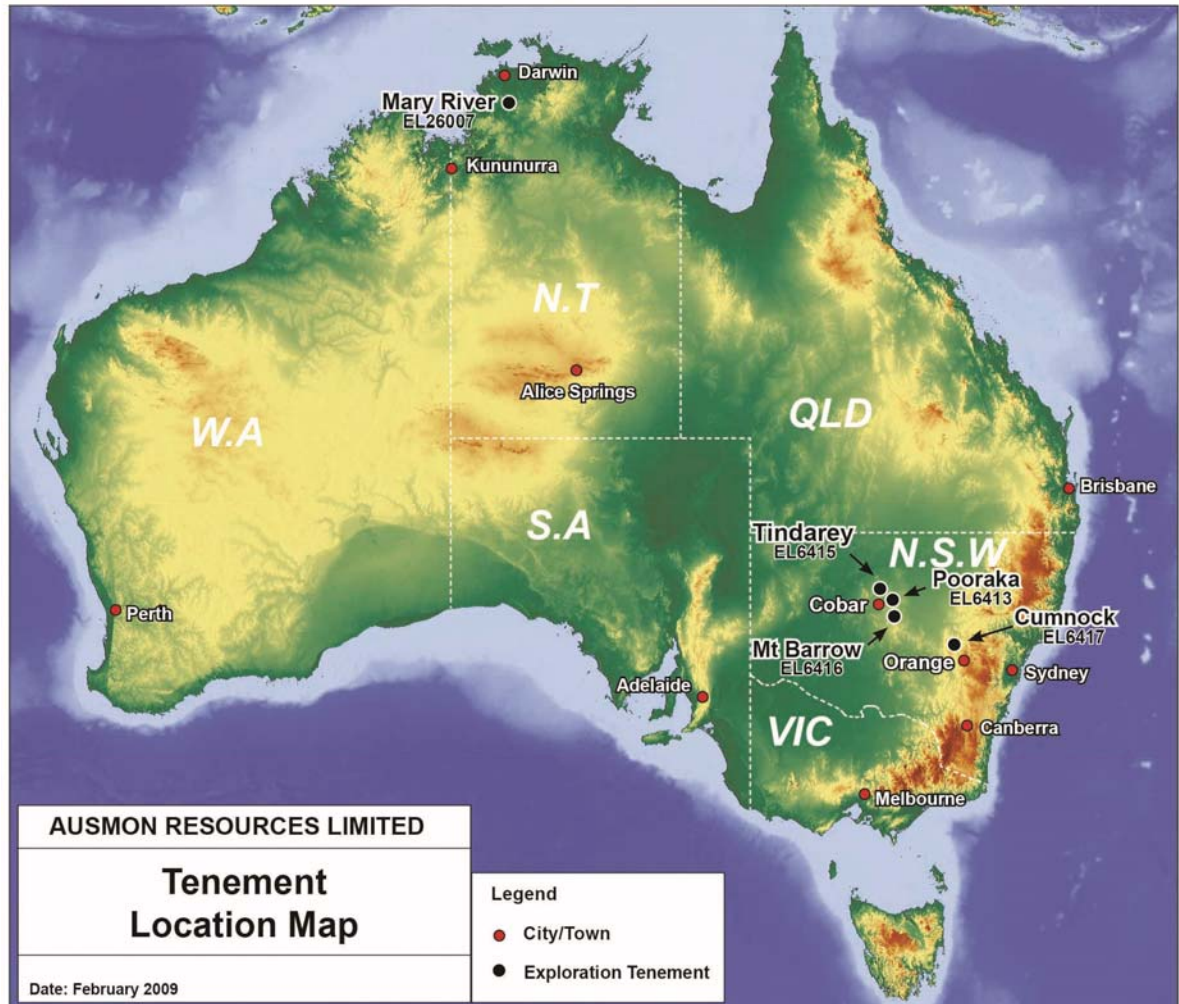 Darwin
Mary River
EL26007
Kununurra
N.T
Alice Springs
W.A
QLD
Brisbane
S.A
Tindarey
EL6415
N.S.W
Pooraka
EL6413
Cobar
Cumnock
EL6417
Perth
Mt Barrow
EL6416
Orange
Sydney
Adelaide
VIC
Canberra
Melbourne
AUSMON RESOURCES LIMITED
Tenement
Location Map
Date: February 2009
Legend
City/Town
Exploration Tenement